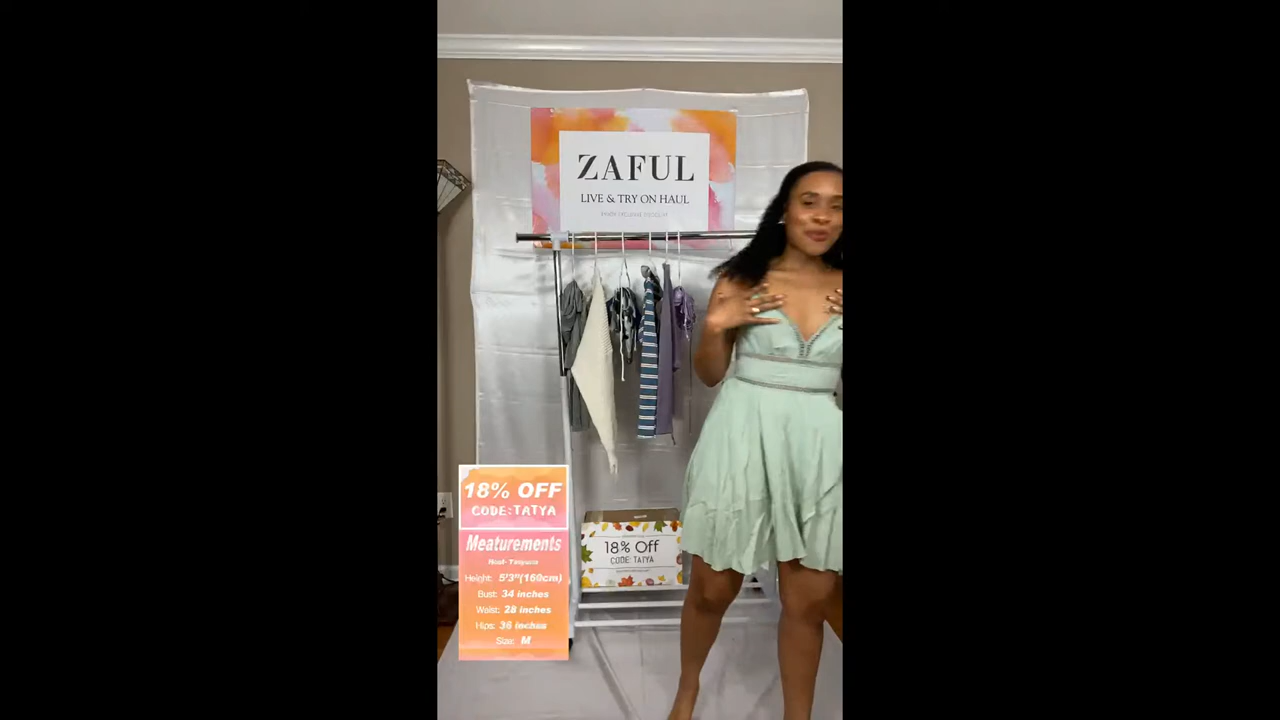 ZAFUL
LIVE & TRY ON HAUL
18% OFF
CODE:TATYA
Meaturements
Height: 5'3"(160cm)
Bust: 34 inches
Waist: 28 inches
Hips: 36 inches
Size: M
18% Off
CODE: TATYA